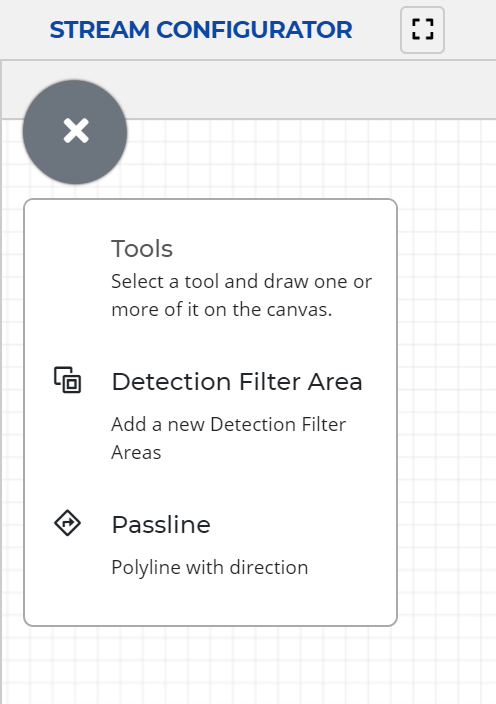 STREAM CONFIGURATOR
Tools
Select a tool and draw one or
more of it on the canvas.
Detection Filter Area
Add a new Detection Filter
Areas
Passline
Polyline with direction